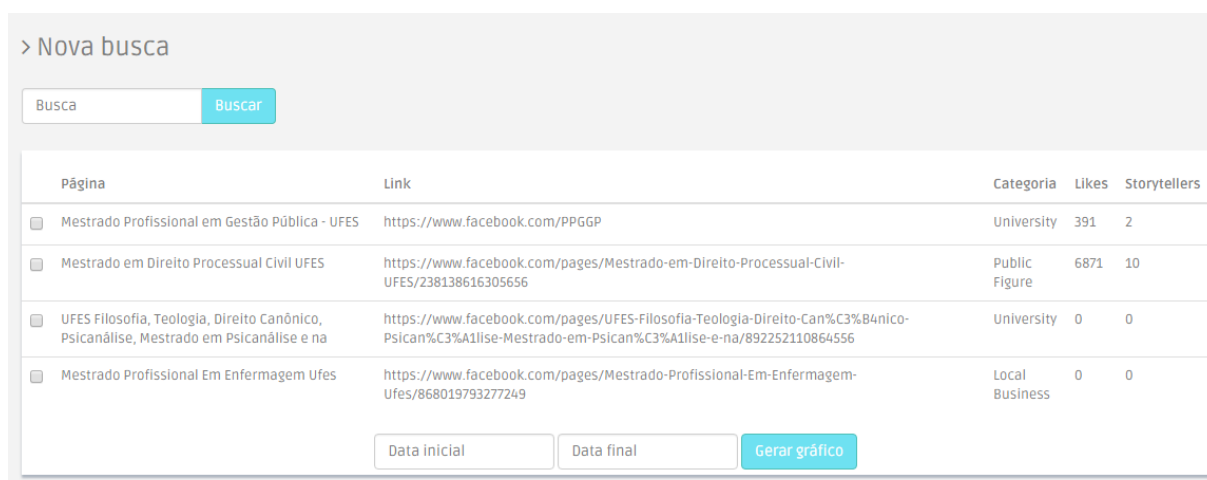 > Nova busca
Busca Buscar
Página Link Categoria Likes Storytellers
Mestrado Profissional em Gestão Pública - UFES https://www.facebook.com/PPGGP University 391 2
Mestrado em Direito Processual Civil UFES https://www.facebook.com/pages/Mestrado-em-Direito-Processual-Civil- Public 6871 10
UFES/238138616305656 Figure
UFES Filosofia, Teologia, Direito Canônico, https://www.facebook.com/pages/UFES-Filosofia-Teologia-Direito-Can%C3%B4nico- University 0 0
Psicanálise, Mestrado em Psicanálise e na Psican%C3%A1lise-Mestrado-em-Psican%C3%A1lise-e-na/892252110864556
Mestrado Profissional Em Enfermagem Ufes https://www.facebook.com/pages/Mestrado-Profissional-Em-Enfermagem- Local 0 0
Ufes/868019793277249 Business
Data inicial Data final Gerar gráfico